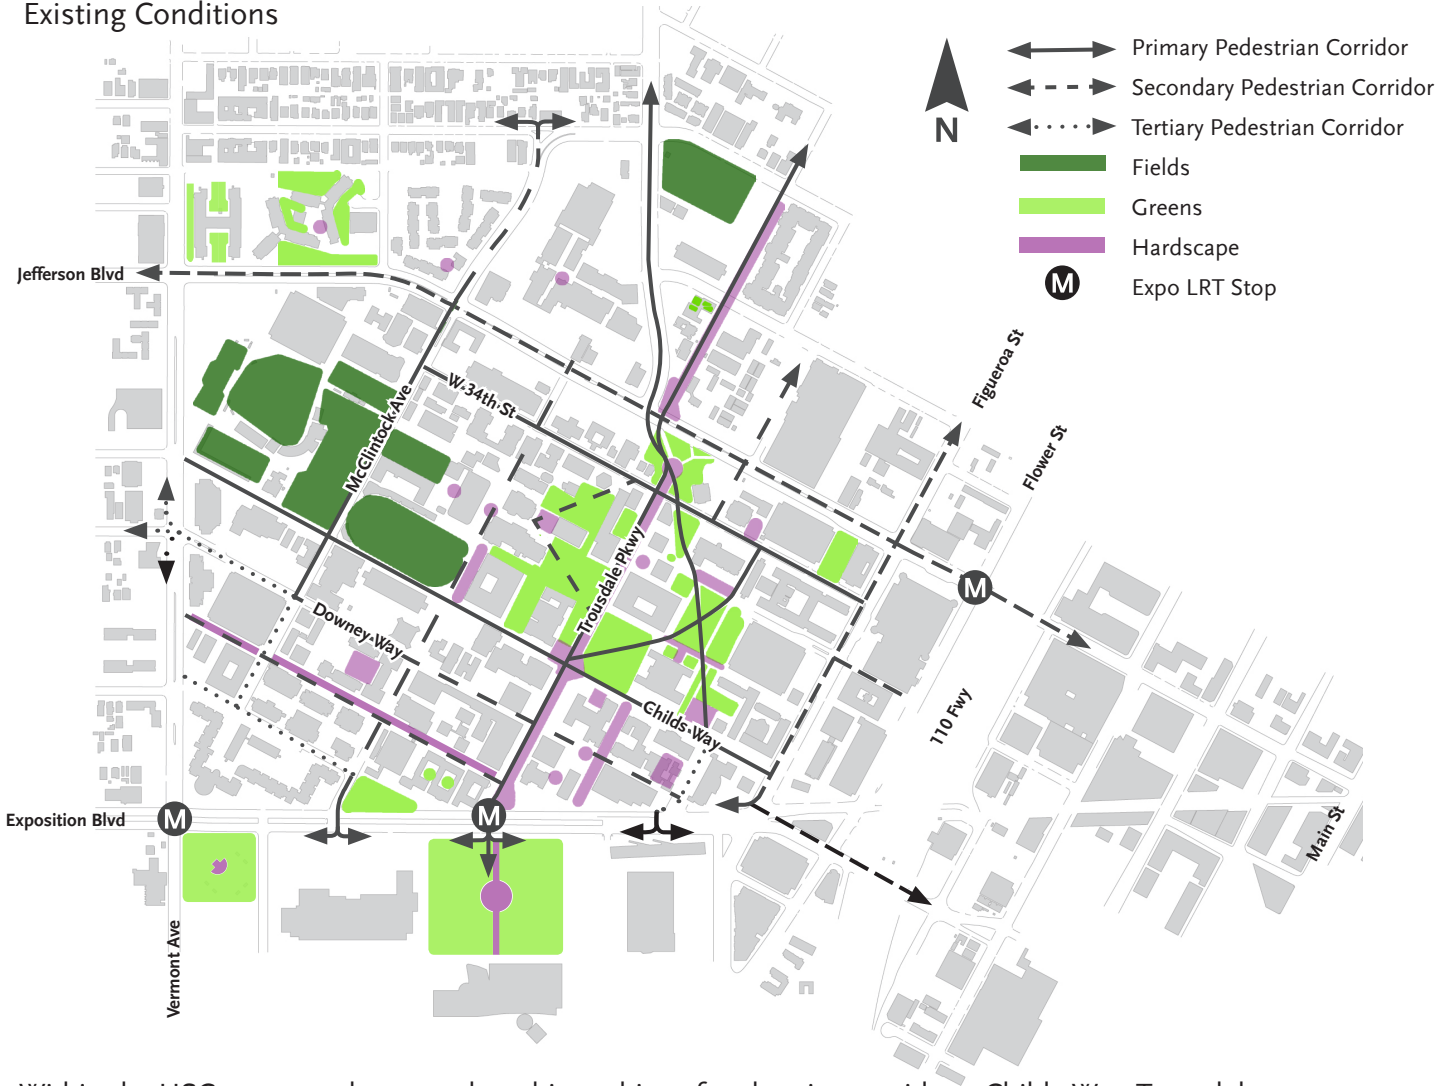 Existing Conditions
Primary Pedestrian Corridor
Secondary Pedestrian Corridor
N
Tertiary Pedestrian Corridor
Fields
Greens
Hardscape
Jefferson Blvd
M
Expo LRT Stop
Figueroa St
W 34th St
McClintock Ave
Flower St
Trousdale Pkwy
M
Downey Way
Childs Way
110 Fwy
Exposition Blvd
M
M
Main St
Vermont Ave